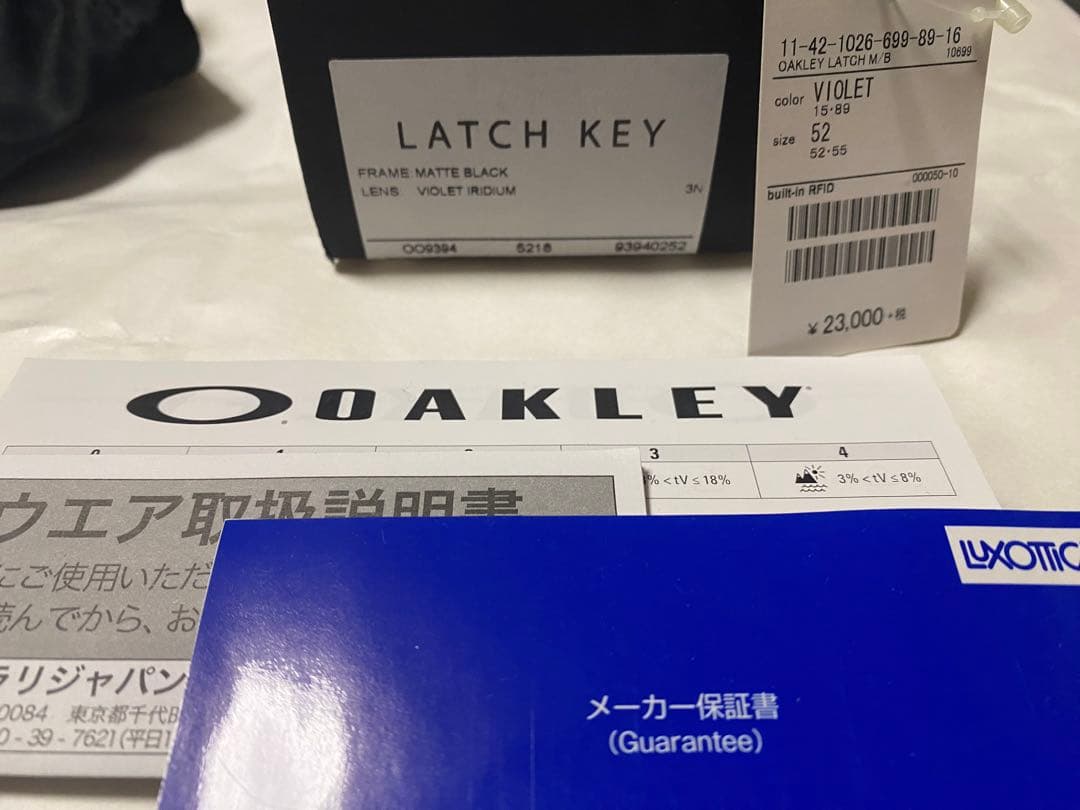 LATCH KEY
FRAME: MATTE BLACK
LENS: VIOLET IRIDIUM
3N
OO9394 5218 93940252
11-42-1026-699-89-16
OAKLEY LATCH M/B 10699
color VIOLET
15・89
size 52
52・55
000050-10
built-in RFID
¥23,000+税
OAKLEY
3 4
% < tV ≤ 18% 3% < tV ≤ 8%
ウエア取扱説明書
にご使用いただ
読んでから、お
ラリジャパン
0084 東京都千代
0-39-7621(平日1
LUXOTTIC
メーカー保証書
(Guarantee)